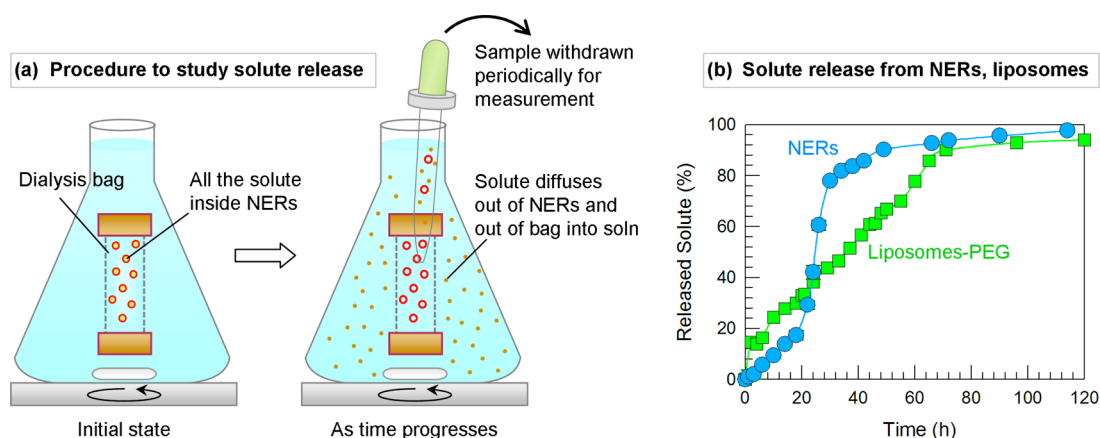 (a) Procedure to study solute release
Sample withdrawn
periodically for
measurement
Dialysis bag
All the solute
inside NERs
Solute diffuses
out of NERs and
out of bag into soln
Initial state
As time progresses
(b) Solute release from NERs, liposomes
Released Solute (%)
100
80
60
40
20
0
NERs
Liposomes-PEG
0 20 40 60 80 100 120
Time (h)